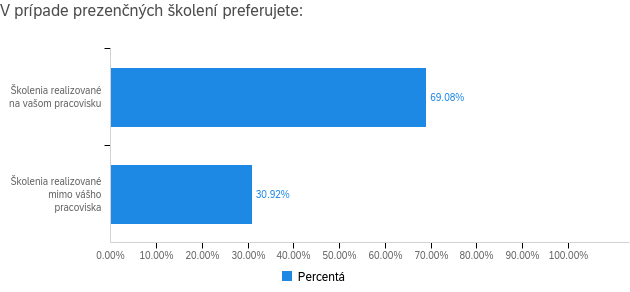 V prípade prezenčných školení preferujete:
Školenia realizované
na vašom pracovisku
69.08%
Školenia realizované
mimo vášho
pracoviska
30.92%
0.00% 10.00% 20.00% 30.00% 40.00% 50.00% 60.00% 70.00% 80.00% 90.00% 100.00%
Percentá